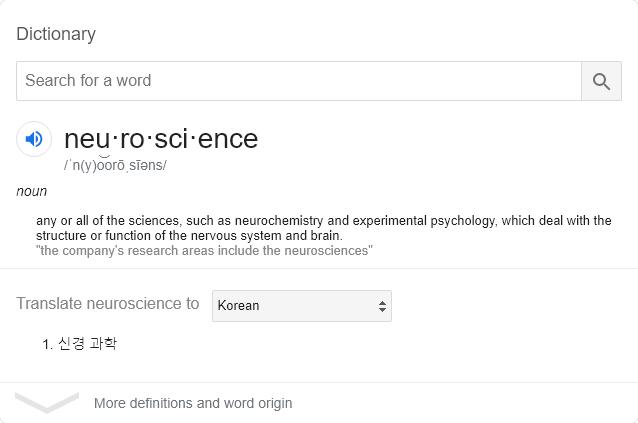 Dictionary
Search for a word
neu·ro·sci·ence
/ˈn(y)o͝orōˌsīəns/
noun
any or all of the sciences, such as neurochemistry and experimental psychology, which deal with the
structure or function of the nervous system and brain.
"the company's research areas include the neurosciences"
Translate neuroscience to Korean
1. 신경 과학
More definitions and word origin